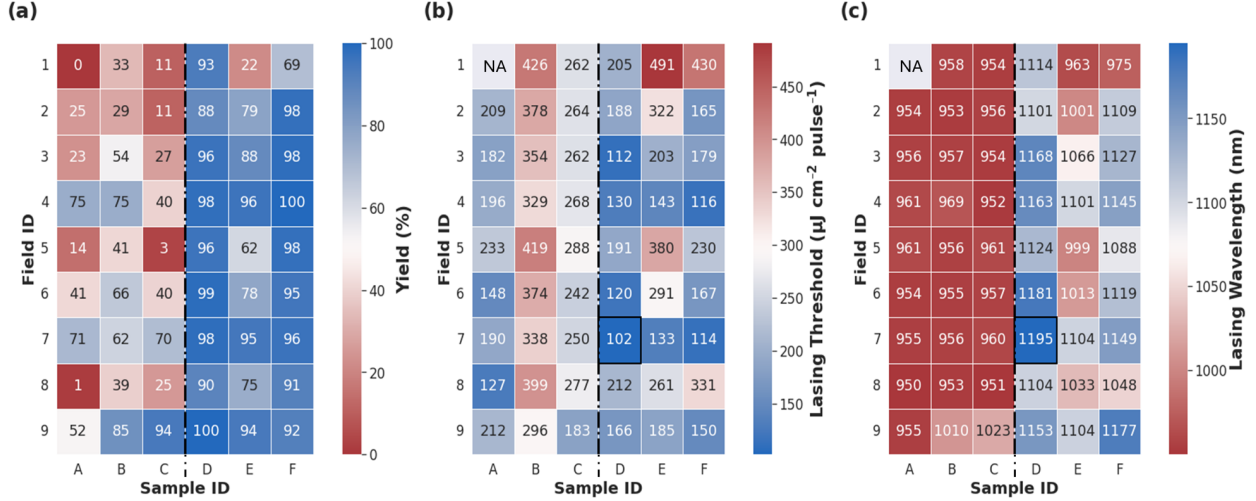 (a)
1 0 33 11 93 22 69
2 25 29 11 88 79 98
3 23 54 27 96 88 98
4 75 75 40 98 96 100
5 14 41 3 96 62 98
6 41 66 40 99 78 95
7 71 62 70 98 95 96
8 1 39 25 90 75 91
9 52 85 94 100 94 92
A B C D E F
Sample ID
Field ID
100
80
60
40
20
0
Yield (%)
(b)
1 NA 426 262 205 491 430
2 209 378 264 188 322 165
3 182 354 262 112 203 179
4 196 329 268 130 143 116
5 233 419 288 191 380 230
6 148 374 242 120 291 167
7 190 338 250 102 133 114
8 127 399 277 212 261 331
9 212 296 183 166 185 150
A B C D E F
Sample ID
Field ID
450
400
350
300
250
200
150
Lasing Threshold (μJ cm⁻² pulse⁻¹)
(c)
1 NA 958 954 1114 963 975
2 954 953 956 1101 1001 1109
3 956 957 954 1168 1066 1127
4 961 969 952 1163 1101 1145
5 961 956 961 1124 999 1088
6 954 955 957 1181 1013 1119
7 955 956 960 1195 1104 1149
8 950 953 951 1104 1033 1048
9 955 1010 1023 1153 1104 1177
A B C D E F
Sample ID
Field ID
1150
1100
1050
1000
Lasing Wavelength (nm)